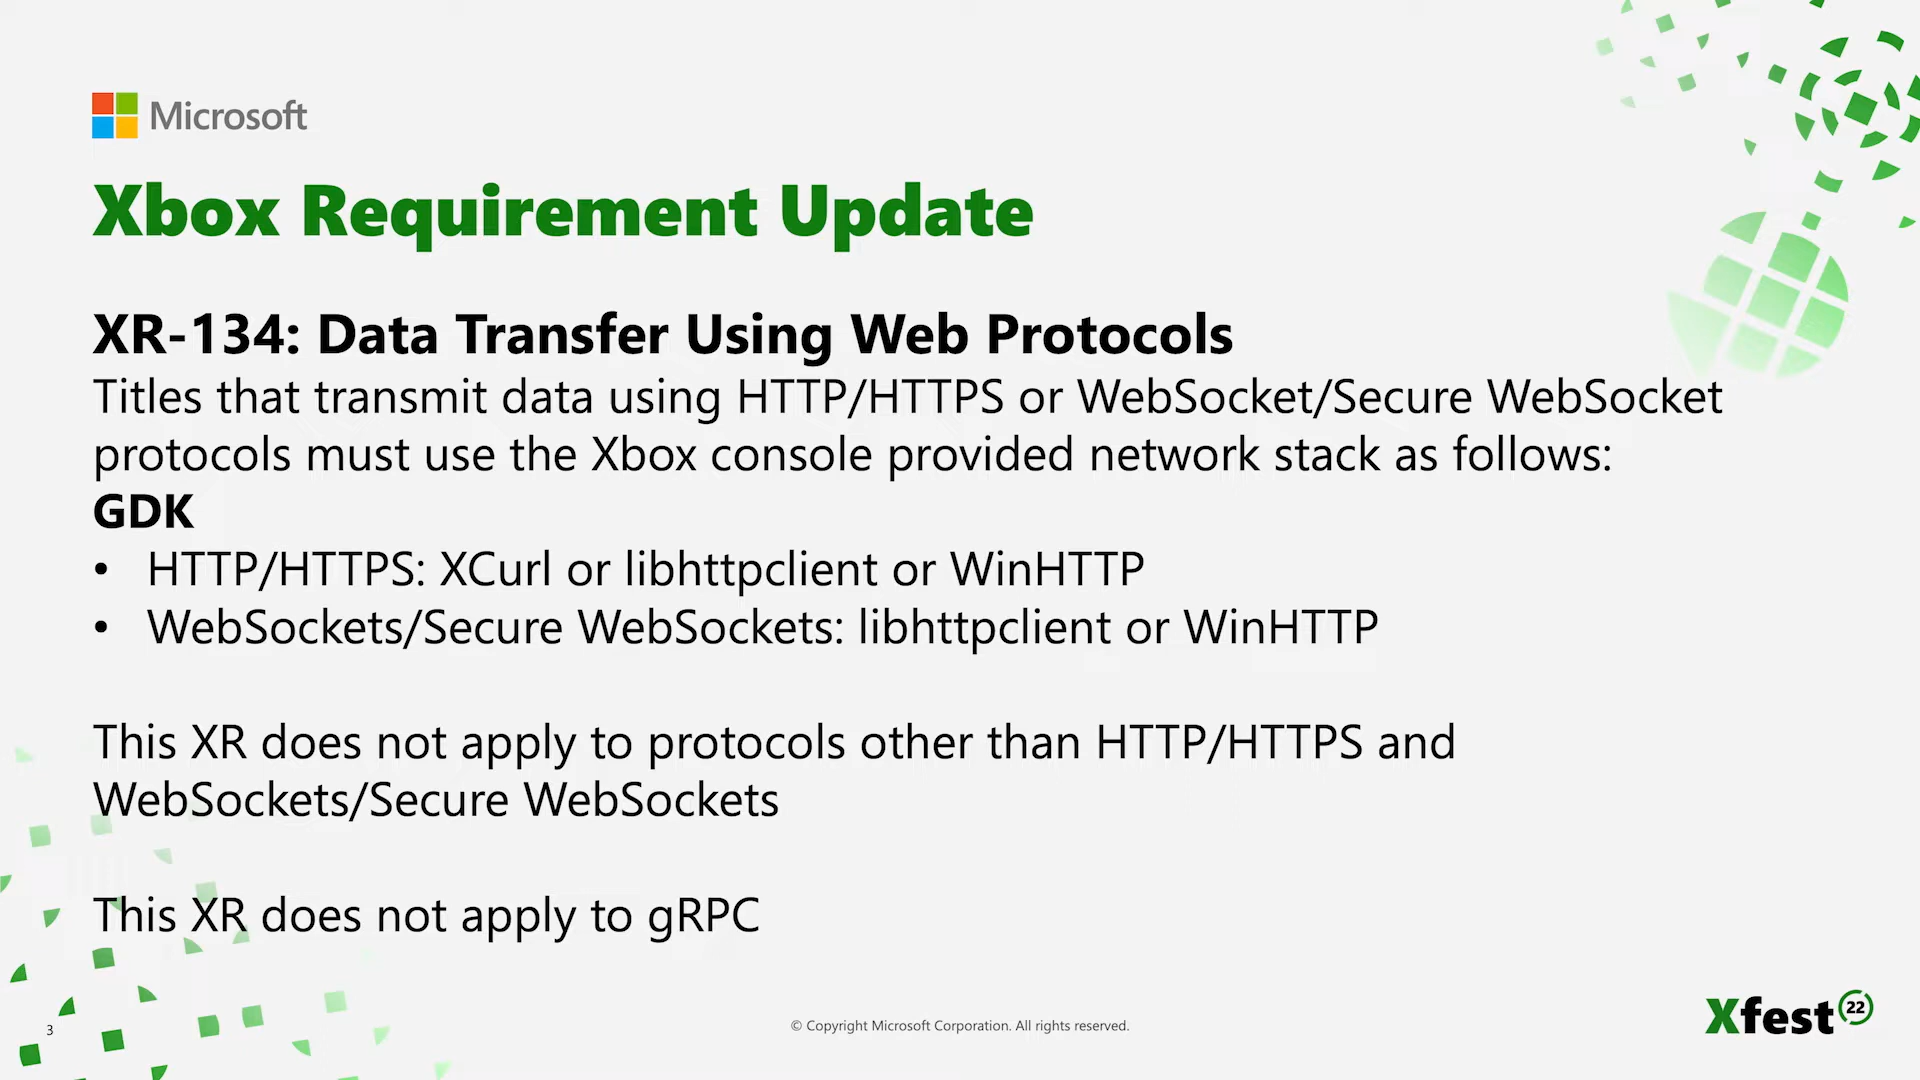 Microsoft
Xbox Requirement Update
XR-134: Data Transfer Using Web Protocols
Titles that transmit data using HTTP/HTTPS or WebSocket/Secure WebSocket
protocols must use the Xbox console provided network stack as follows:
GDK
• HTTP/HTTPS: XCurl or libhttpclient or WinHTTP
• WebSockets/Secure WebSockets: libhttpclient or WinHTTP
This XR does not apply to protocols other than HTTP/HTTPS and
WebSockets/Secure WebSockets
This XR does not apply to gRPC
3
© Copyright Microsoft Corporation. All rights reserved.
Xfest 22